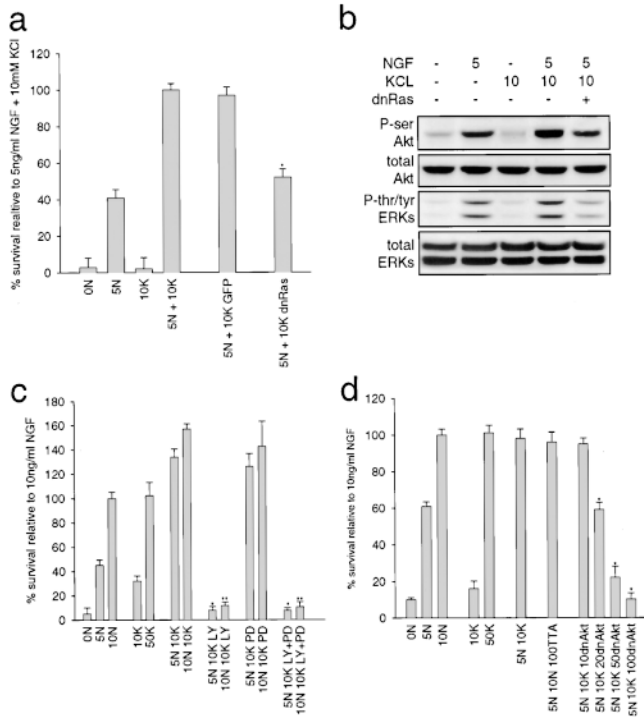 a
% survival realtive to 5ng/ml NGF + 10mM KCl
120
100
80
60
40
20
0
*
0N
5N
10K
5N + 10K
5N + 10K GFP
5N + 10K dnRas
b
NGF - 5 - 5 5
KCL - - 10 10 10
dnRas - - - - +
P-ser
Akt
total
Akt
P-thr/tyr
ERKs
total
ERKs
c
% survival relative to 10ng/ml NGF
180
160
140
120
100
80
60
40
20
0
* ** * **
0N
5N
10N
10K
50K
5N 10K
10N 10K
5N 10K LY
10N 10K LY
5N 10K PD
10N 10K PD
5N 10K LY+PD
10N 10K LY+PD
d
% survival relative to 10ng/ml NGF
120
100
80
60
40
20
0
* * *
0N
5N
10N
10K
50K
5N 10K
5N 10N 100TTA
5N 10K 10dnAkt
5N 10K 20dnAkt
5N 10K 50dnAkt
5N 10K 100dnAkt